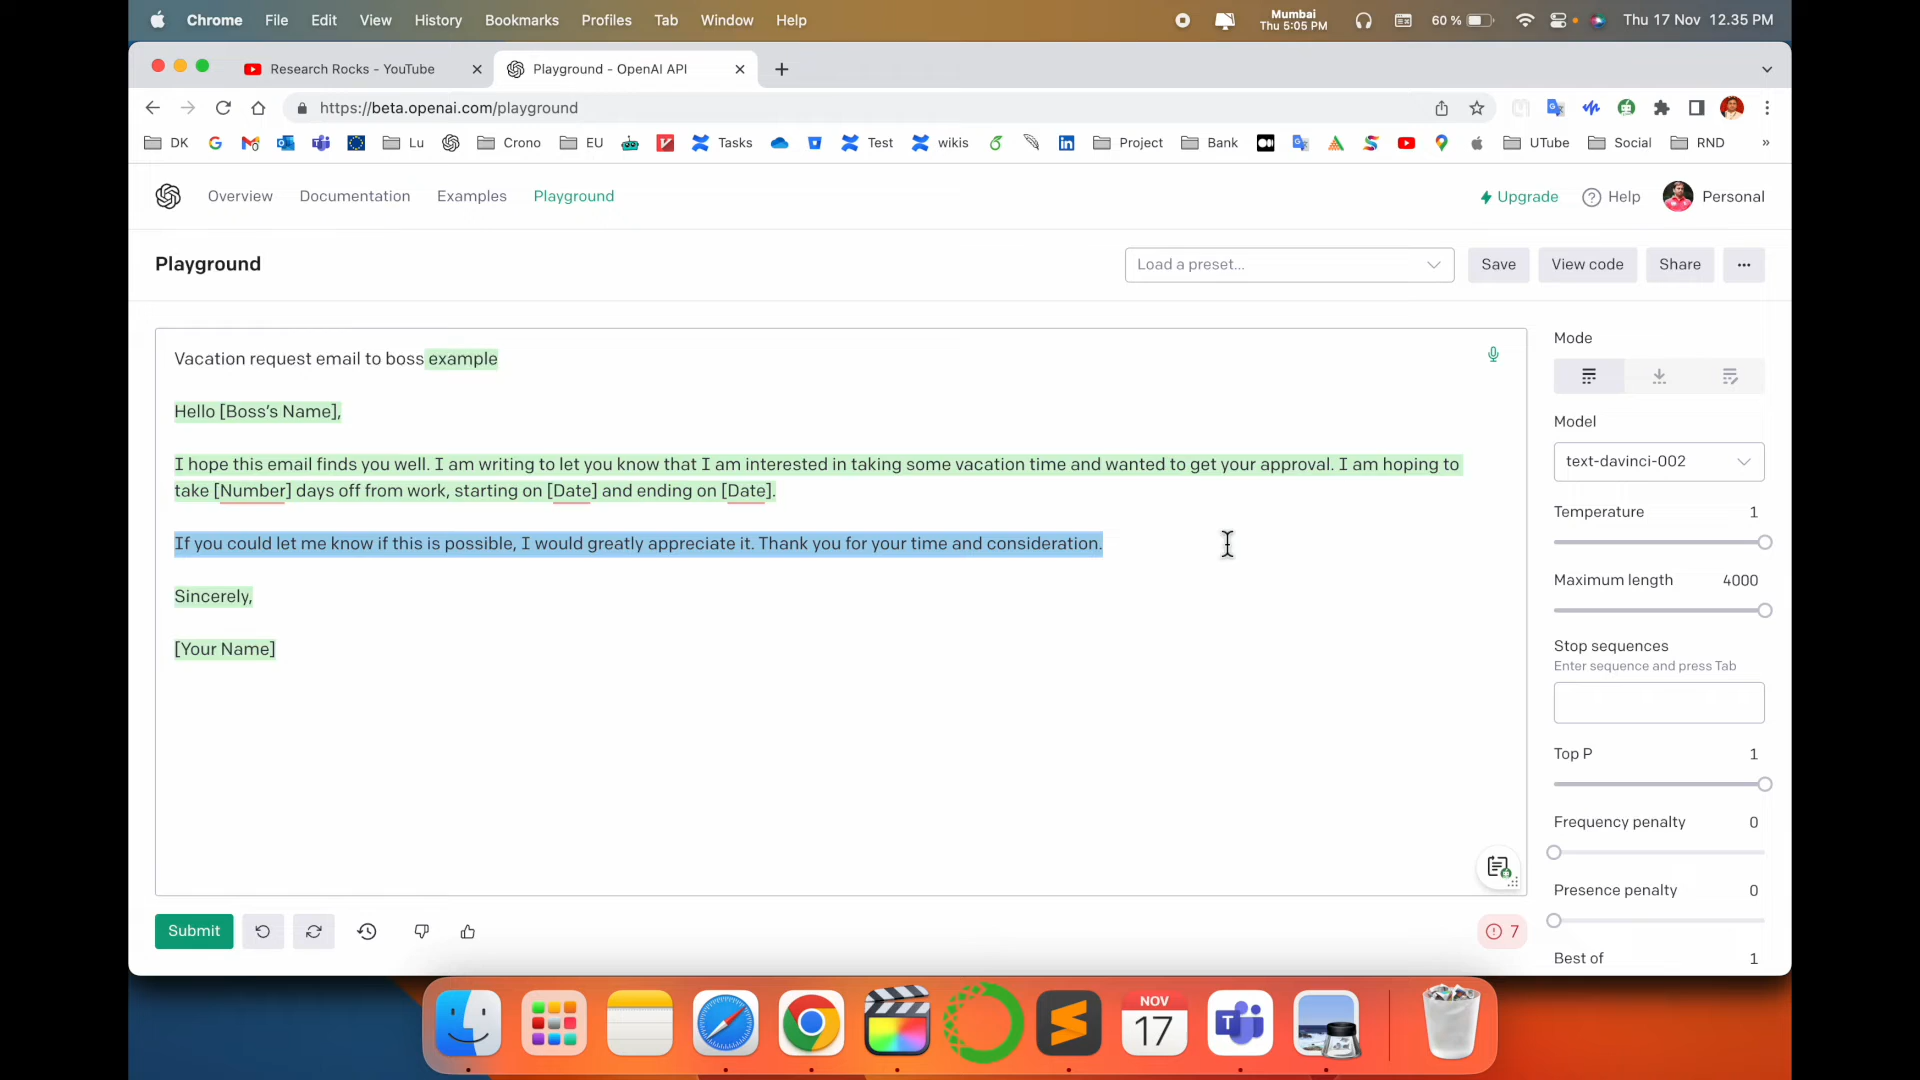 Chrome File Edit View History Bookmarks Profiles Tab Window Help
Mumbai
Thu 5:05 PM
60 %
Thu 17 Nov 12.35 PM
Research Rocks - YouTube
Playground - OpenAI API
https://beta.openai.com/playground
DK Lu Crono EU Tasks Test wikis Project Bank UTube Social RND »
Overview Documentation Examples Playground
Upgrade Help Personal
Playground
Load a preset...
Save View code Share
Vacation request email to boss example
Hello [Boss's Name],
I hope this email finds you well. I am writing to let you know that I am interested in taking some vacation time and wanted to get your approval. I am hoping to
take [Number] days off from work, starting on [Date] and ending on [Date].
If you could let me know if this is possible, I would greatly appreciate it. Thank you for your time and consideration.
Sincerely,
[Your Name]
Mode
Model
text-davinci-002
Temperature 1
Maximum length 4000
Stop sequences
Enter sequence and press Tab
Top P 1
Frequency penalty 0
Presence penalty 0
Best of 1
Submit
7
NOV
17